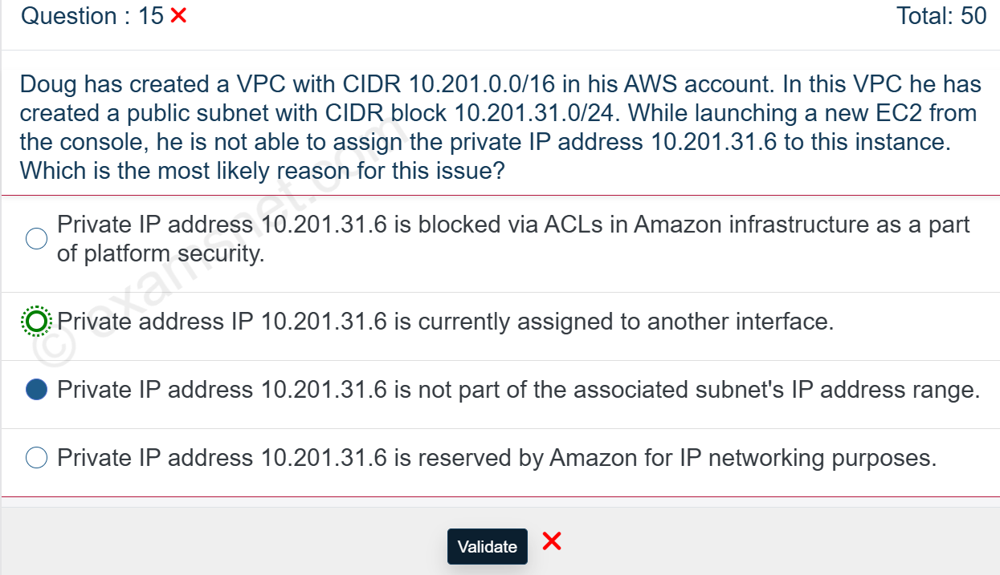 Question : 15
Total: 50
Doug has created a VPC with CIDR 10.201.0.0/16 in his AWS account. In this VPC he has
created a public subnet with CIDR block 10.201.31.0/24. While launching a new EC2 from
the console, he is not able to assign the private IP address 10.201.31.6 to this instance.
Which is the most likely reason for this issue?
Private IP address 10.201.31.6 is blocked via ACLs in Amazon infrastructure as a part
of platform security.
Private address IP 10.201.31.6 is currently assigned to another interface.
Private IP address 10.201.31.6 is not part of the associated subnet's IP address range.
Private IP address 10.201.31.6 is reserved by Amazon for IP networking purposes.
Validate
© examsnet.com